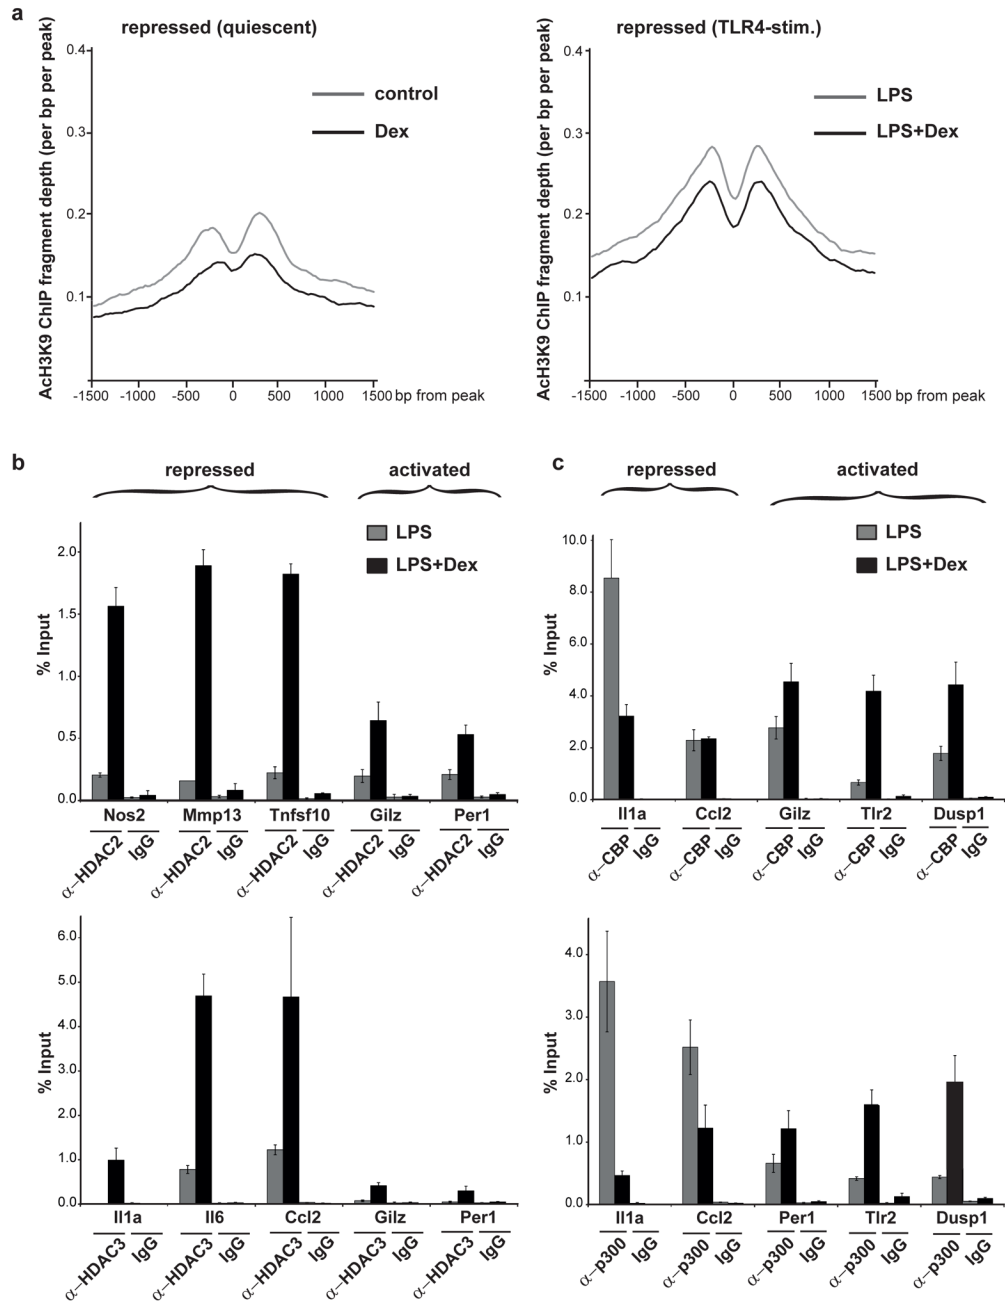 a
repressed (quiescent)
repressed (TLR4-stim.)
AcH3K9 ChIP fragment depth (per bp per peak)
0.4
0.3
0.2
0.1
control
Dex
-1500 -1000 -500 0 500 1000 1500 bp from peak
AcH3K9 ChIP fragment depth (per bp per peak)
0.4
0.3
0.2
0.1
LPS
LPS+Dex
-1500 -1000 -500 0 500 1000 1500 bp from peak
b
repressed
activated
LPS
LPS+Dex
% Input
2.0
1.5
1.0
0.5
0.0
Nos2 Mmp13 Tnfsf10 Gilz Per1
α−HDAC2 IgG α−HDAC2 IgG α−HDAC2 IgG α−HDAC2 IgG α−HDAC2 IgG
% Input
6.0
5.0
4.0
3.0
2.0
1.0
0.0
Il1a Il6 Ccl2 Gilz Per1
α−HDAC3 IgG α−HDAC3 IgG α−HDAC3 IgG α−HDAC3 IgG α−HDAC3 IgG
c
repressed
activated
LPS
LPS+Dex
% Input
10.0
8.0
6.0
4.0
2.0
0.0
Il1a Ccl2 Gilz Tlr2 Dusp1
α−CBP IgG α−CBP IgG α−CBP IgG α−CBP IgG α−CBP IgG
% Input
4.0
3.0
2.0
1.0
0.0
Il1a Ccl2 Per1 Tlr2 Dusp1
α−p300 IgG α−p300 IgG α−p300 IgG α−p300 IgG α−p300 IgG